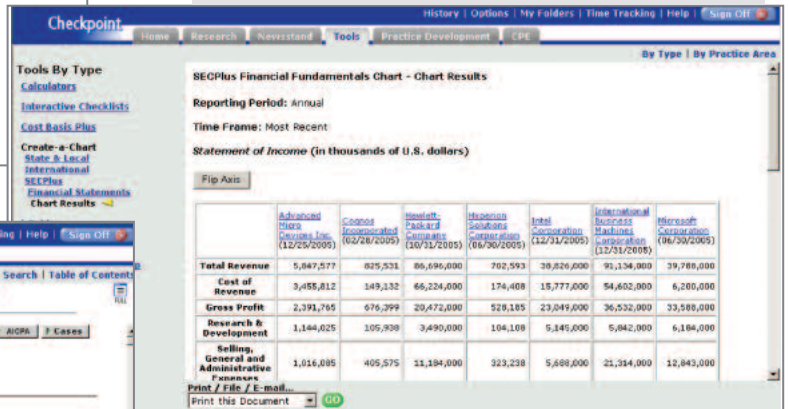 Checkpoint
History | Options | My Folders | Time Tracking | Help | Sign Off
Home Research Newsstand Tools Practice Development CPE
By Type | By Practice Area
Tools By Type
Calculators
Interactive Checklists
Cost Basis Plus
Create-a-Chart
State & Local
International
SECPlus
Financial Statements
Chart Results
SECPlus Financial Fundamentals Chart - Chart Results
Reporting Period: Annual
Time Frame: Most Recent
Statement of Income (in thousands of U.S. dollars)
Flip Axis
Advanced Micro Devices Inc. (12/25/2005) Cognos Incorporated (02/28/2005) Hewlett-Packard Company (10/31/2005) Hyperion Solutions Corporation (06/30/2005) Intel Corporation (12/31/2005) International Business Machines Corporation (12/31/2005) Microsoft Corporation (06/30/2005)
Total Revenue 5,847,577 825,531 86,696,000 702,593 38,826,000 91,134,000 39,788,000
Cost of Revenue 3,455,812 149,132 66,224,000 174,408 15,777,000 54,602,000 6,200,000
Gross Profit 2,391,765 676,399 20,472,000 528,185 23,049,000 36,532,000 33,588,000
Research & Development 1,144,025 105,938 3,490,000 104,108 5,145,000 5,842,000 6,184,000
Selling, General and Administrative Expenses 1,016,085 405,575 11,184,000 323,238 5,688,000 21,314,000 12,843,000
Print / File / E-mail...
Print this Document GO
ing | Help | Sign Off
Search | Table of Contents
FULL
AICPA Cases